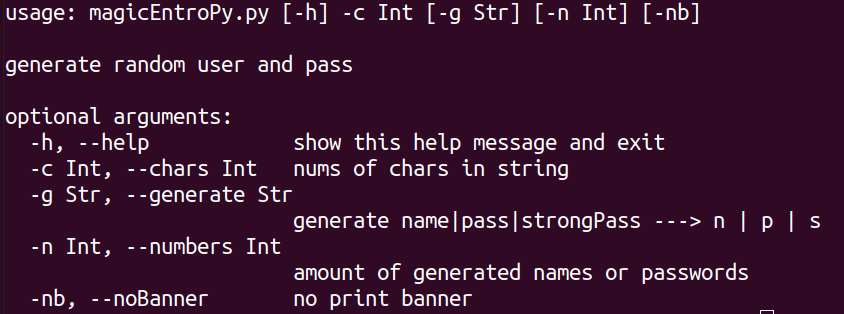 usage: magicEntroPy.py [-h] -c Int [-g Str] [-n Int] [-nb]
generate random user and pass
optional arguments:
-h, --help show this help message and exit
-c Int, --chars Int nums of chars in string
-g Str, --generate Str
generate name|pass|strongPass ---> n | p | s
-n Int, --numbers Int
amount of generated names or passwords
-nb, --noBanner no print banner